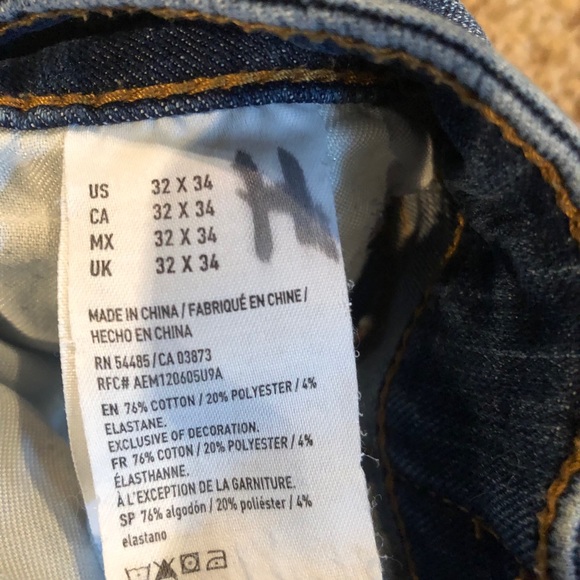 US 32 X 34
CA 32 X 34
MX 32 X 34
UK 32 X 34
H
MADE IN CHINA / FABRIQUÉ EN CHINE /
HECHO EN CHINA
RN 54485 / CA 03873
RFC# AEM120605U9A
EN 76% COTTON / 20% POLYESTER / 4%
ELASTANE.
EXCLUSIVE OF DECORATION.
FR 76% COTON / 20% POLYESTER / 4%
ÉLASTHANNE.
À L'EXCEPTION DE LA GARNITURE.
SP 76% algodón / 20% poliéster / 4%
elastano